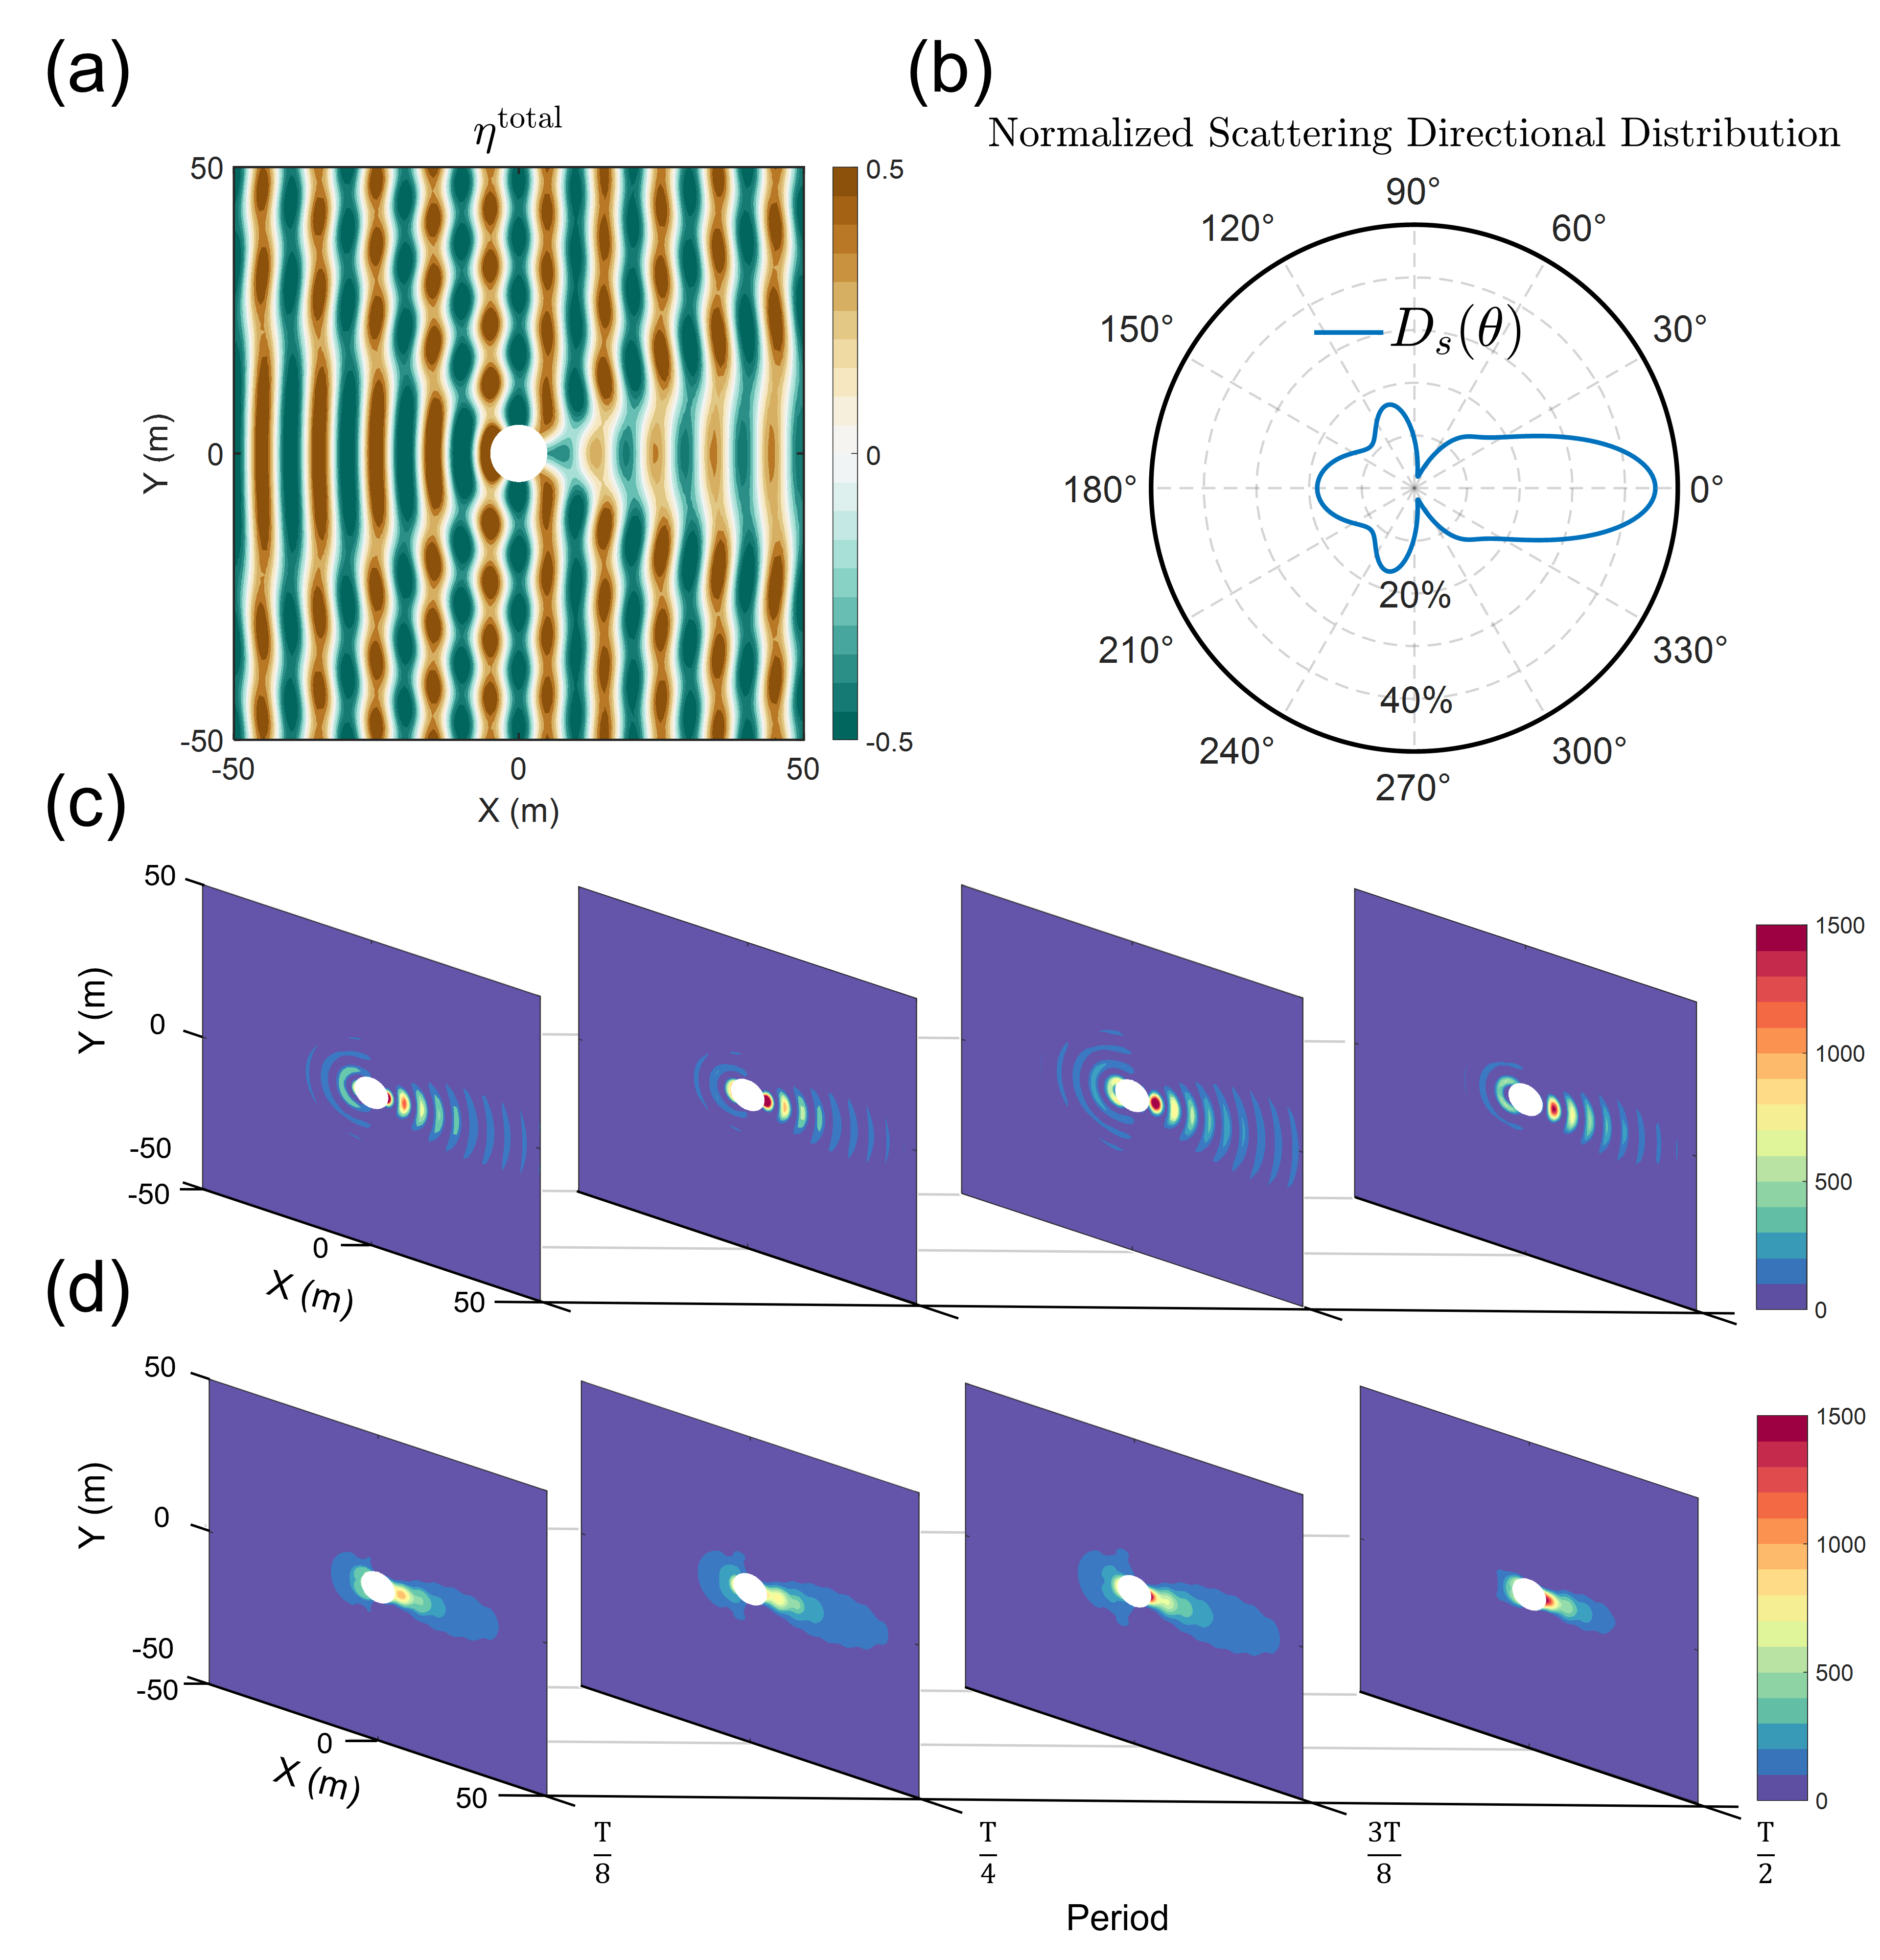 (a)
η^total
50
0
-50
Y (m)
-50
0
50
X (m)
0.5
0
-0.5
(b)
Normalized Scattering Directional Distribution
90°
120°
60°
150°
30°
D_s(θ)
180°
0°
20%
210°
330°
40%
240°
300°
270°
(c)
50
0
-50
Y (m)
-50
0
50
X (m)
1500
1000
500
0
(d)
50
0
-50
Y (m)
-50
0
50
X (m)
1500
1000
500
0
T/8
T/4
3T/8
T/2
Period